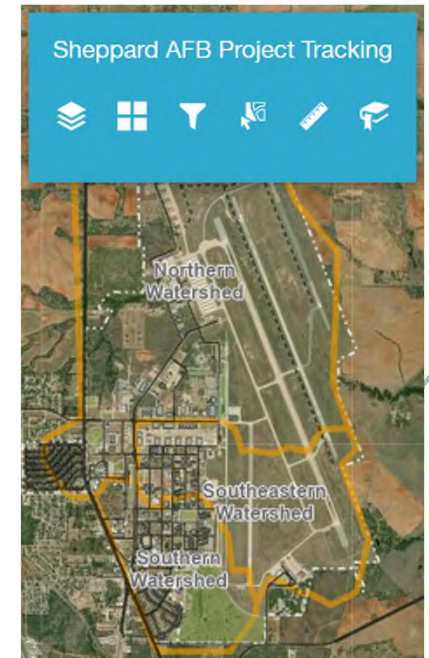 Sheppard AFB Project Tracking
Northern
Watershed
Southeastern
Watershed
Southern
Watershed